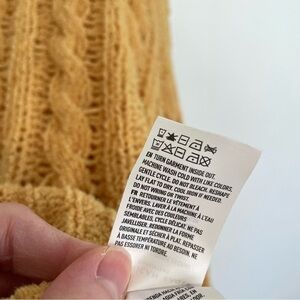 EN TURN GARMENT INSIDE OUT.
MACHINE WASH COLD WITH LIKE COLORS.
GENTLE CYCLE. DO NOT BLEACH. RESHAPE
LAY FLAT TO DRY. COOL IRON IF NEEDED.
DO NOT WRING OR TWIST.
FR RETOURNER LE VÊTEMENT À
L'ENVERS. LAVER À LA MACHINE À L'EAU
FROIDE AVEC DES COULEURS
SEMBLABLES. CYCLE DÉLICAT. NE PAS
JAVELLISER. REDONNER LA FORME
ORIGINALE ET SÉCHER À PLAT. REPASSER
À BASSE TEMPÉRATURE AU BESOIN. NE
PAS TORDRE